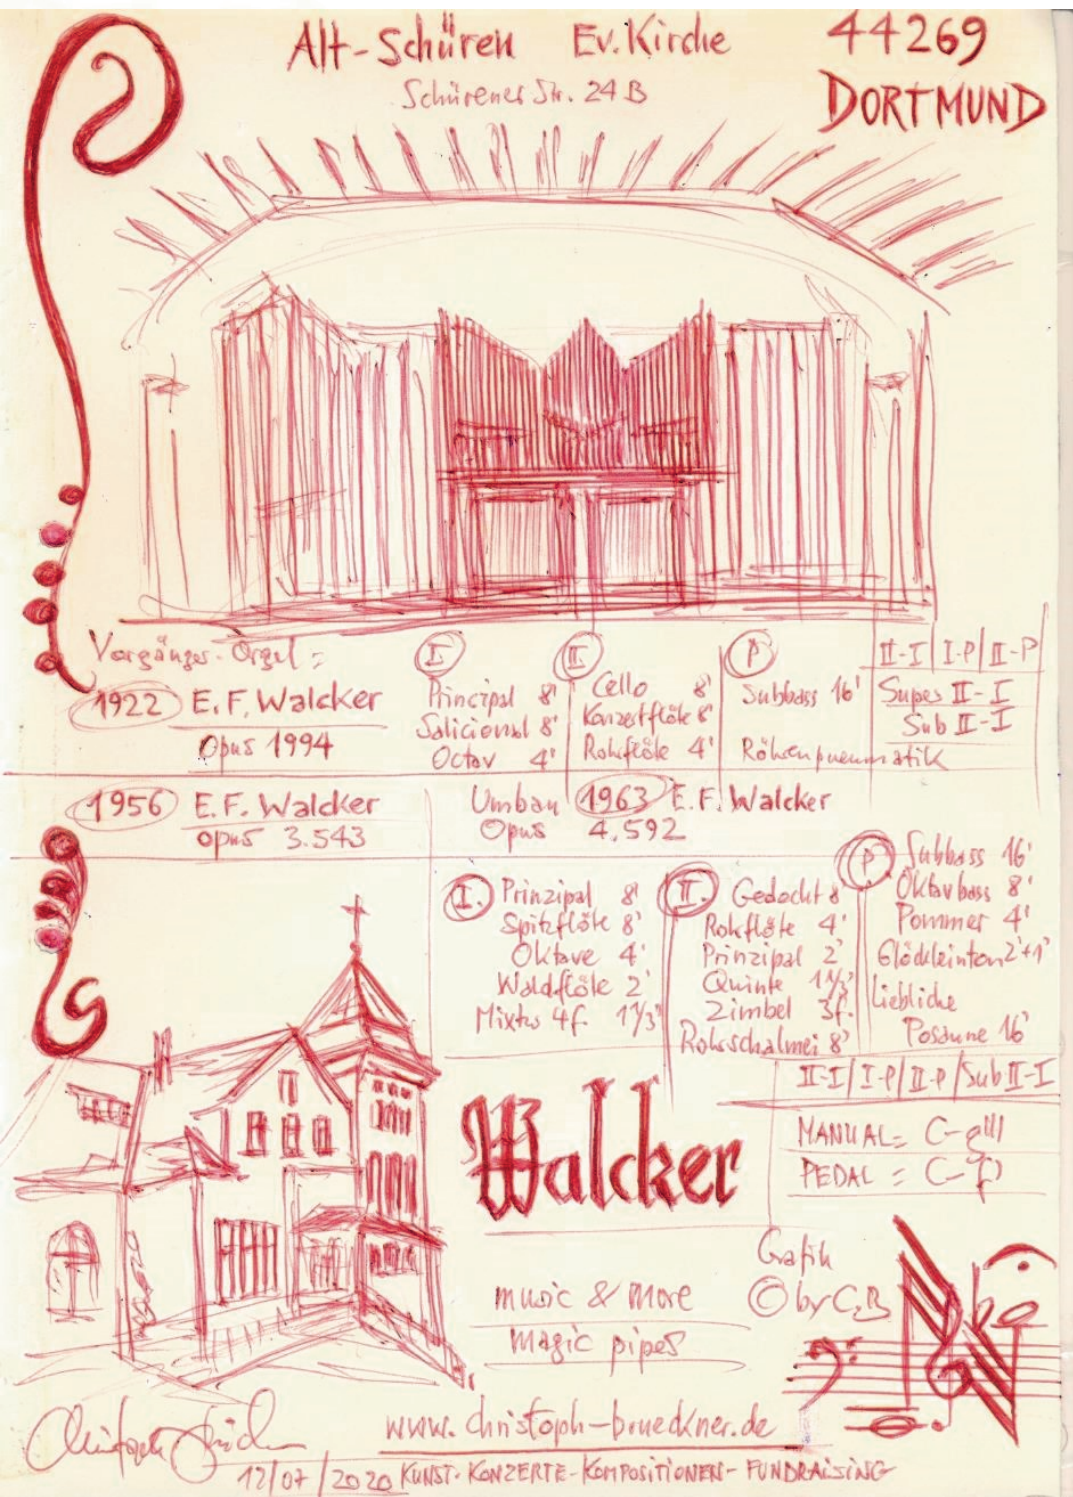 Alt-Schüren Ev. Kirche
Schürener Str. 24 B
44269
DORTMUND
Vorgänger-Orgel:
1922 E. F. Walcker
Opus 1994
I
Principal 8'
Salicional 8'
Octav 4'
II
Cello 8'
Konzertflöte 8'
Rohrflöte 4'
P
Subbass 16'
Röhrenpneumatik
II-I | I-P | II-P
Super II-I
Sub II-I
1956 E. F. Walcker
opus 3.543
Umbau 1963 E. F. Walcker
Opus 4.592
I. Prinzipal 8'
Spitzflöte 8'
Oktave 4'
Waldflöte 2'
Mixtur 4f. 1 1/3'
II. Gedackt 8'
Rohrflöte 4'
Prinzipal 2'
Quinte 1 1/3'
Zimbel 3f.
Rohrschalmei 8'
P Subbass 16'
Oktavbass 8'
Pommer 4'
Glöckleinton 2'+1'
Liebliche
Posaune 16'
II-I / I-P / II-P / Sub II-I
MANUAL = C-g'''
PEDAL = C-f'
Walcker
Grafik
© by C.B
music & more
magic pipes
www.christoph-brueckner.de
12/07/2020 KUNST-KONZERTE-KOMPOSITIONEN-FUNDRAISING